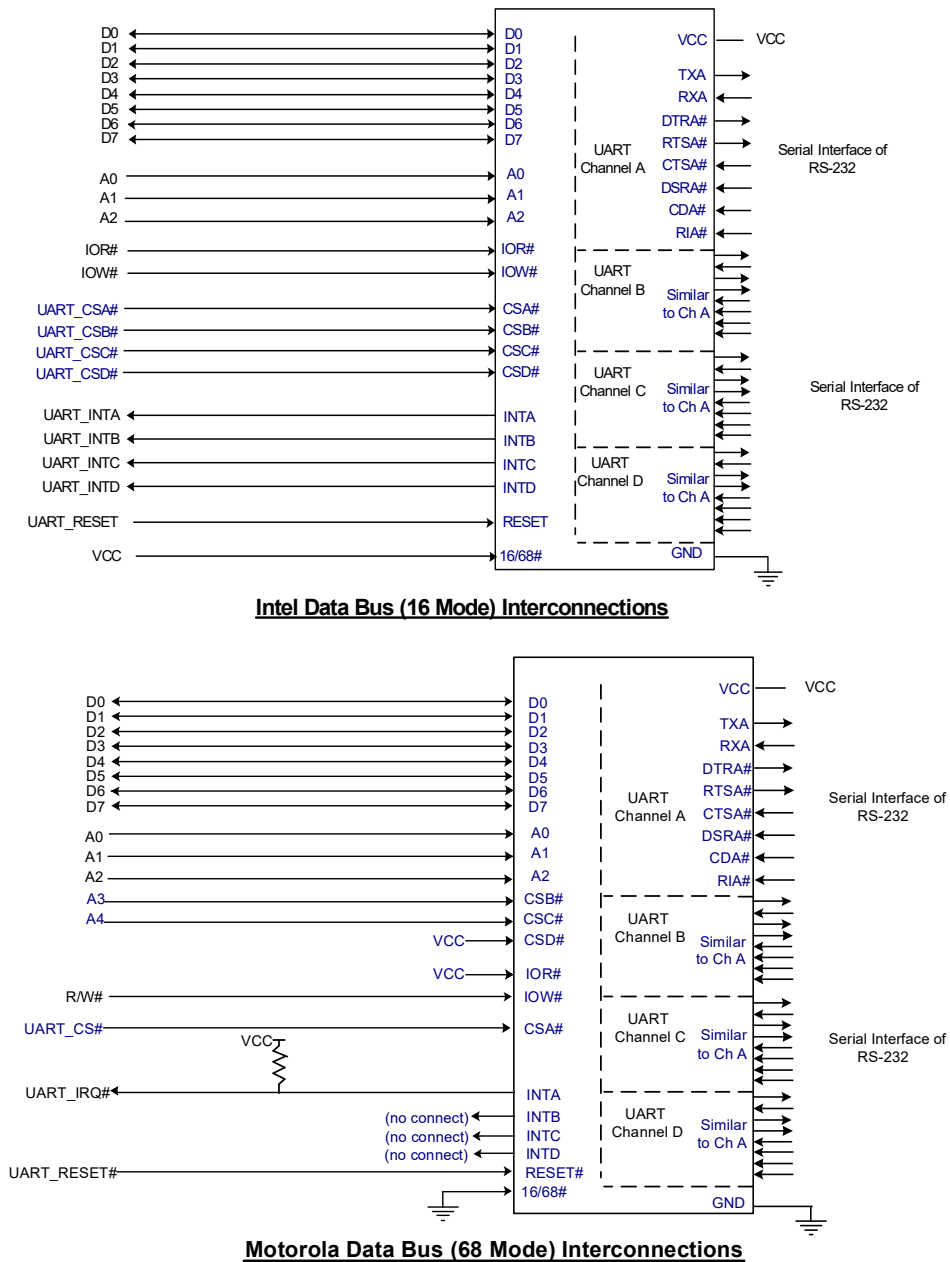 D0 D0 VCC VCC
D1 D1
D2 D2
D3 D3 TXA
D4 D4 RXA
D5 D5
D6 D6 DTRA#
D7 D7 UART RTSA# Serial Interface of
Channel A CTSA# RS-232
A0 A0 DSRA#
A1 A1
A2 A2 CDA#
RIA#
IOR# IOR#
IOW# IOW# UART
Channel B Similar
UART_CSA# CSA# to Ch A
UART_CSB# CSB#
UART_CSC# CSC#
UART_CSD# CSD# UART
Channel C Similar Serial Interface of
to Ch A RS-232
UART_INTA INTA
UART_INTB INTB
UART_INTC INTC UART
UART_INTD INTD Channel D Similar
to Ch A
UART_RESET RESET
VCC 16/68# GND
Intel Data Bus (16 Mode) Interconnections
VCC VCC
D0 D0
D1 D1 TXA
D2 D2
D3 D3 RXA
D4 D4 DTRA#
D5 D5
D6 D6 RTSA#
D7 D7 UART Serial Interface of
Channel A CTSA# RS-232
A0 A0 DSRA#
A1 A1 CDA#
A2 A2 RIA#
A3 CSB#
A4 CSC# UART
VCC CSD# Channel B Similar
to Ch A
VCC IOR#
R/W# IOW#
UART_CS# CSA# UART
Channel C Similar Serial Interface of
VCC to Ch A RS-232
UART_IRQ# INTA
(no connect) INTB UART
(no connect) INTC Channel D Similar
(no connect) INTD to Ch A
UART_RESET# RESET#
16/68# GND
Motorola Data Bus (68 Mode) Interconnections